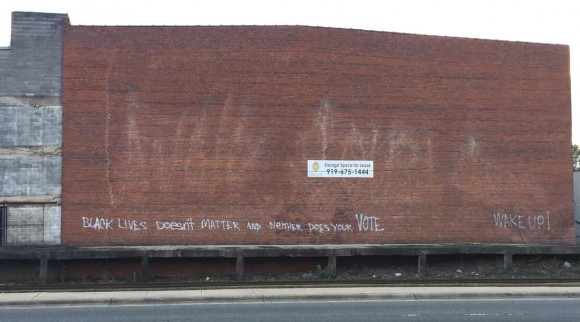 Storage Space for Lease
919-675-1444
BLACK LIVES DOESN'T MATTER AND NEITHER DOES YOUR VOTE
WAKE UP!